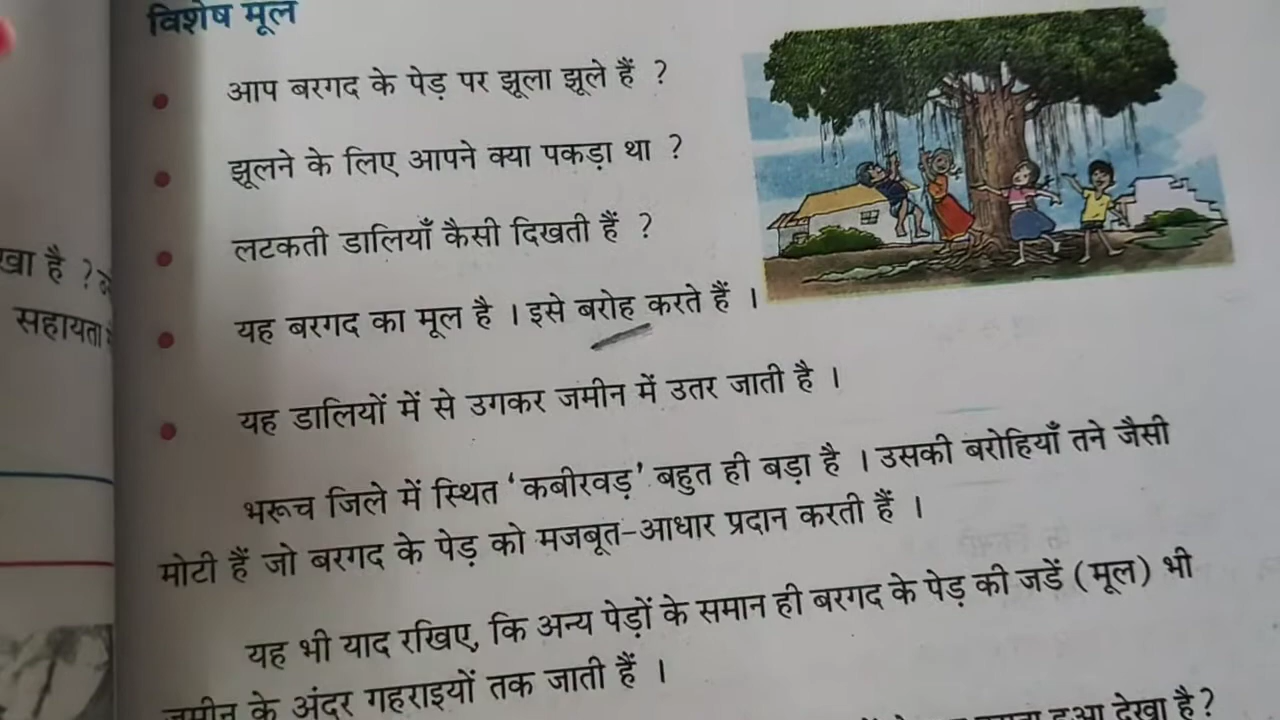 विशेष मूल
आप बरगद के पेड़ पर झूला झूले हैं ?
झूलने के लिए आपने क्या पकड़ा था ?
लटकती डालियाँ कैसी दिखती हैं ?
खा है ?
यह बरगद का मूल है । इसे बरोह करते हैं ।
सहायता
यह डालियों में से उगकर जमीन में उतर जाती है ।
भरूच जिले में स्थित ‘कबीरवड़’ बहुत ही बड़ा है । उसकी बरोहियाँ तने जैसी
मोटी हैं जो बरगद के पेड़ को मजबूत-आधार प्रदान करती हैं ।
यह भी याद रखिए, कि अन्य पेड़ों के समान ही बरगद के पेड़ की जडें (मूल) भी
जमीन के अंदर गहराइयों तक जाती हैं ।
हुआ देखा है ?